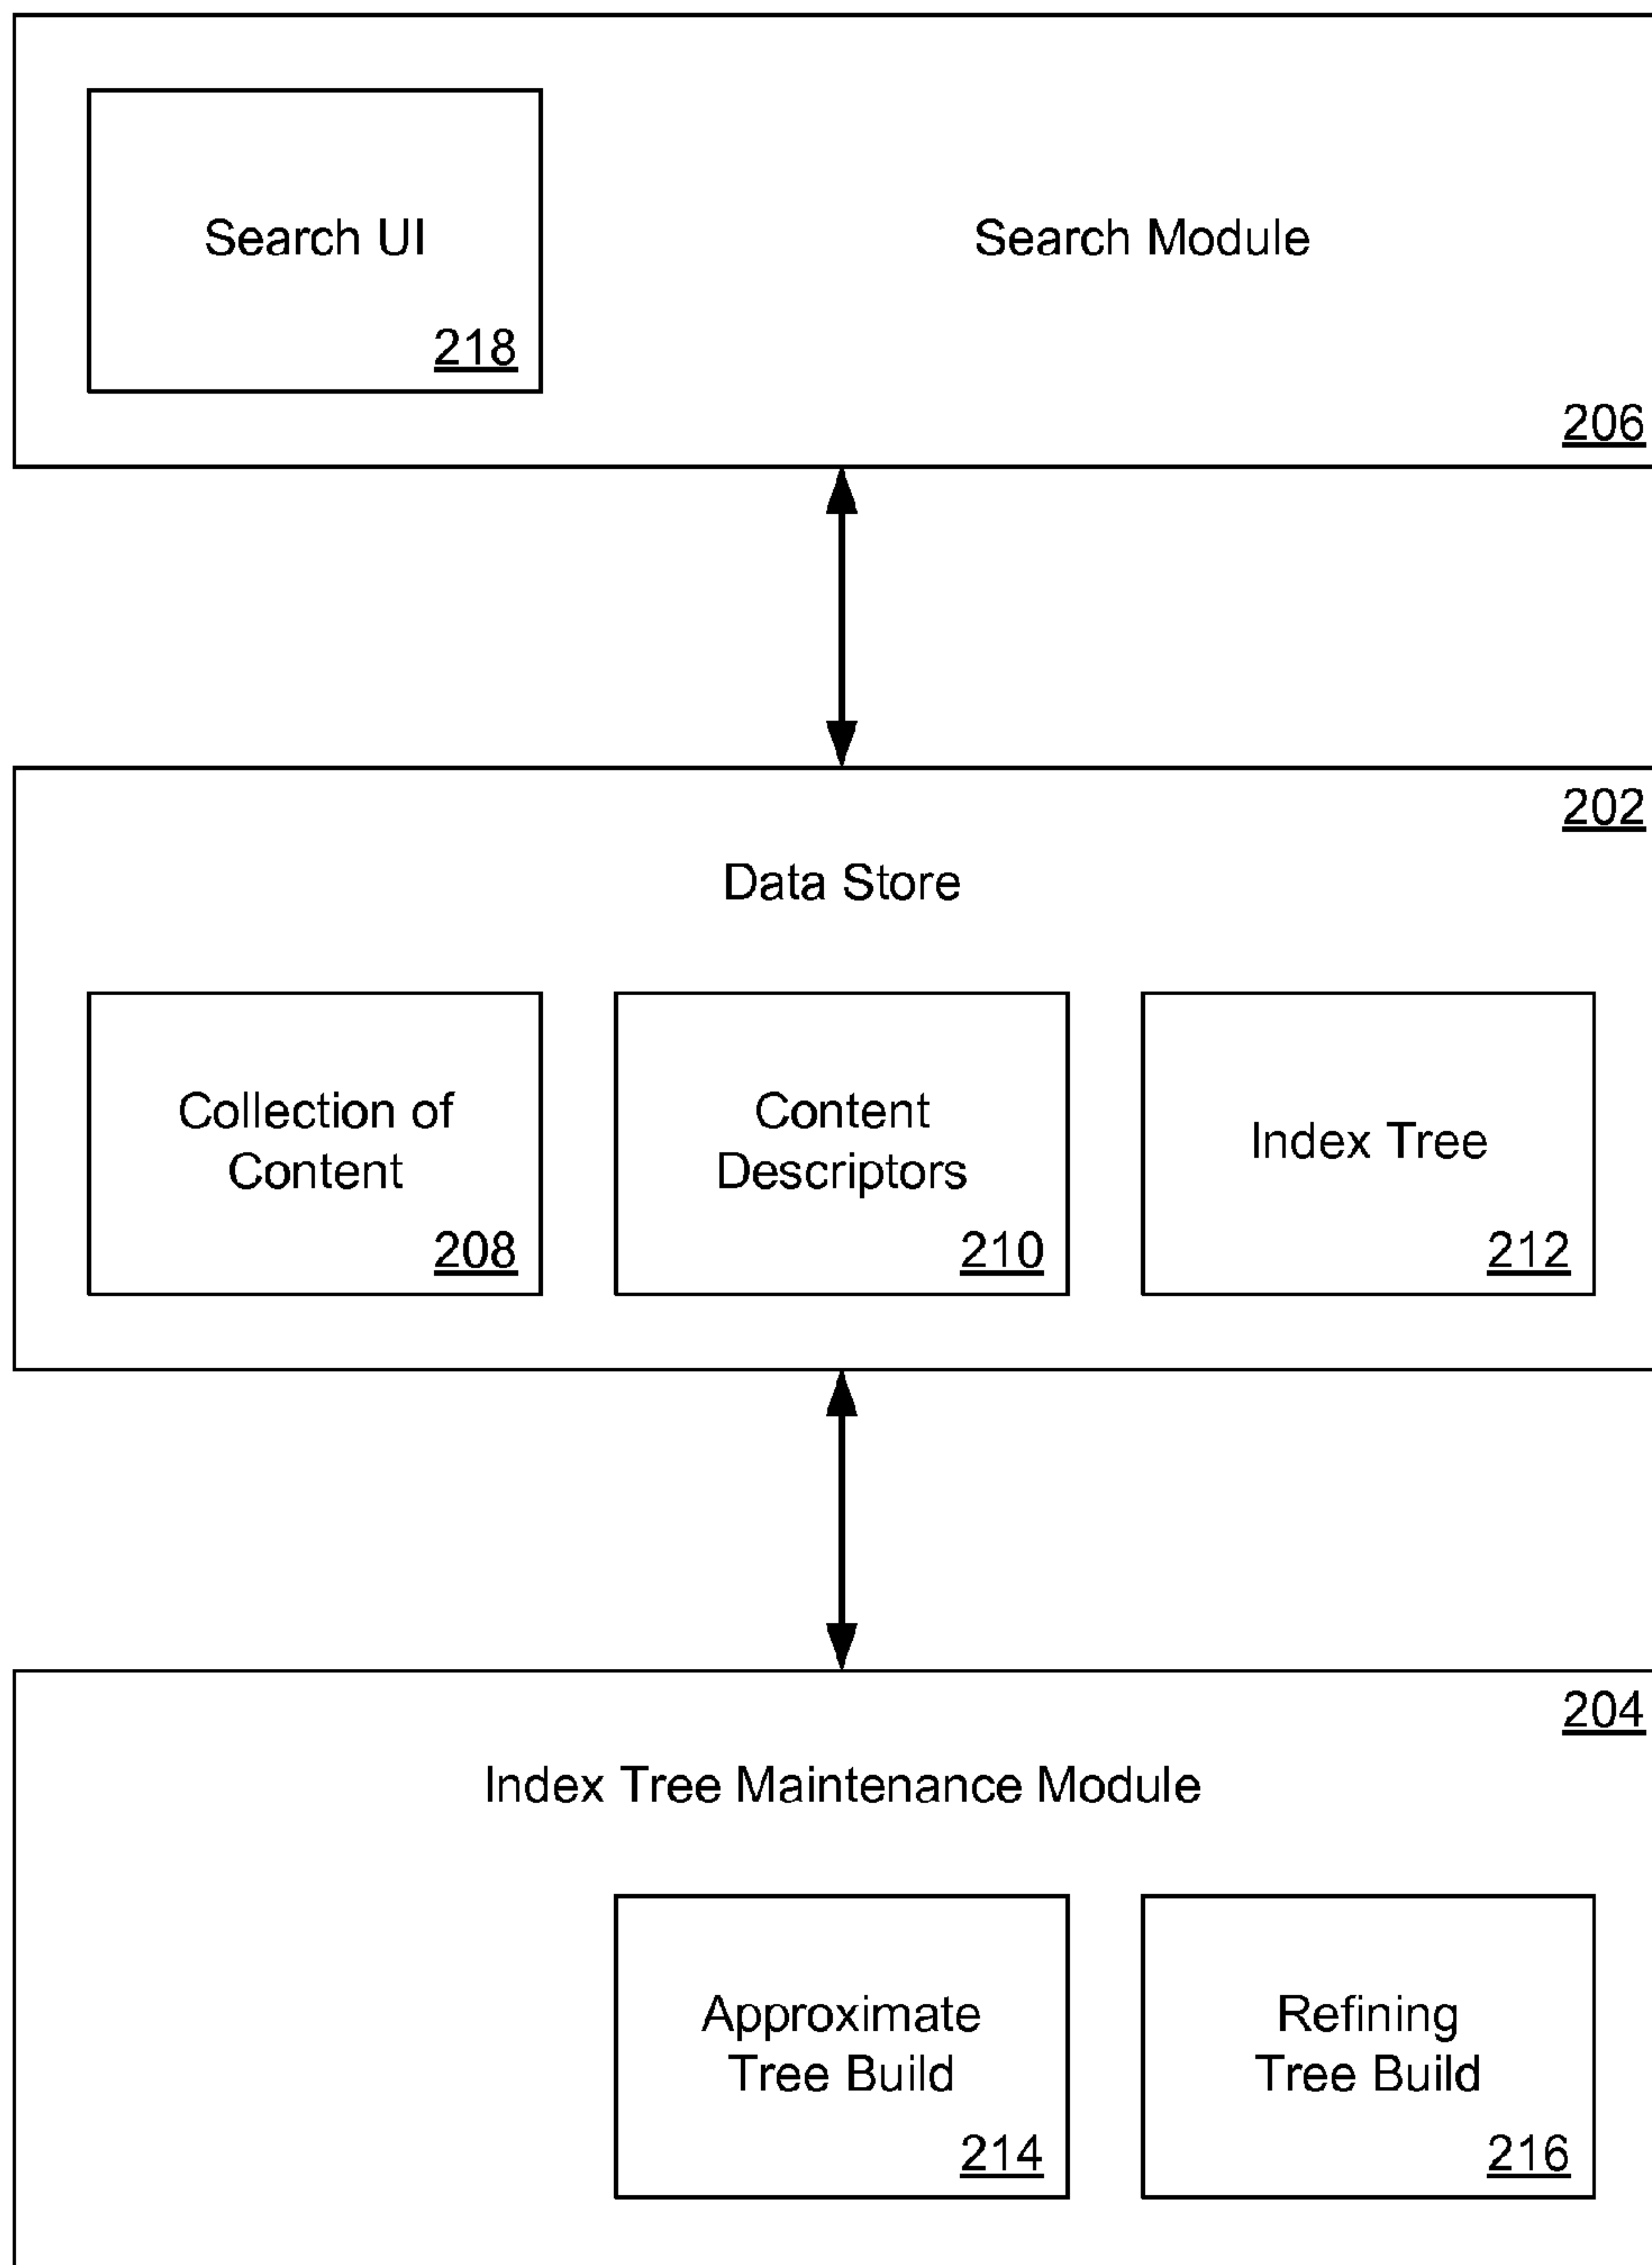 Search UI
218
Search Module
206
202
Data Store
Collection of
Content
208
Content
Descriptors
210
Index Tree
212
204
Index Tree Maintenance Module
Approximate
Tree Build
214
Refining
Tree Build
216